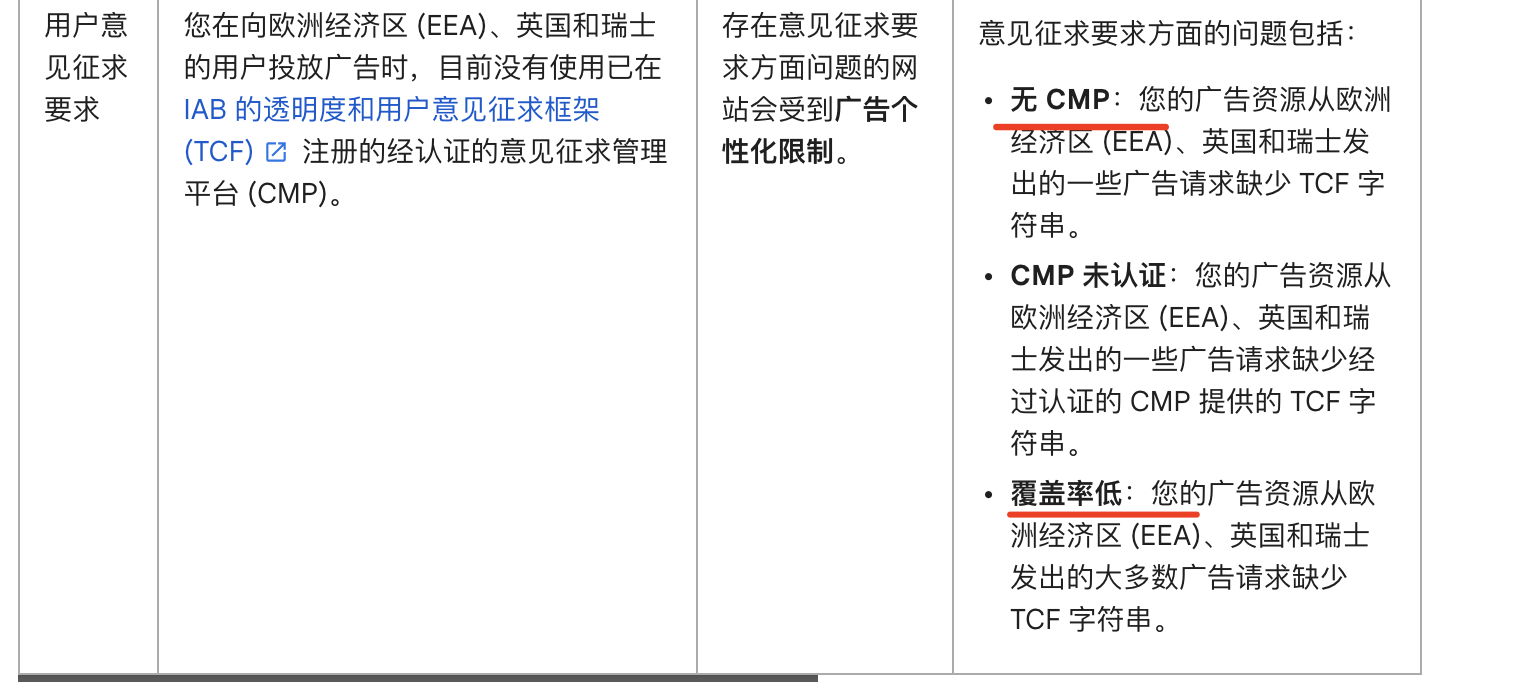 用户意
见征求
要求
您在向欧洲经济区 (EEA)、英国和瑞士
的用户投放广告时，目前没有使用已在
IAB 的透明度和用户意见征求框架
(TCF) 注册的经认证的意见征求管理
平台 (CMP)。
存在意见征求要
求方面问题的网
站会受到广告个
性化限制。
意见征求要求方面的问题包括：
• 无 CMP：您的广告资源从欧洲
经济区 (EEA)、英国和瑞士发
出的一些广告请求缺少 TCF 字
符串。
• CMP 未认证：您的广告资源从
欧洲经济区 (EEA)、英国和瑞
士发出的一些广告请求缺少经
过认证的 CMP 提供的 TCF 字
符串。
• 覆盖率低：您的广告资源从欧
洲经济区 (EEA)、英国和瑞士
发出的大多数广告请求缺少
TCF 字符串。